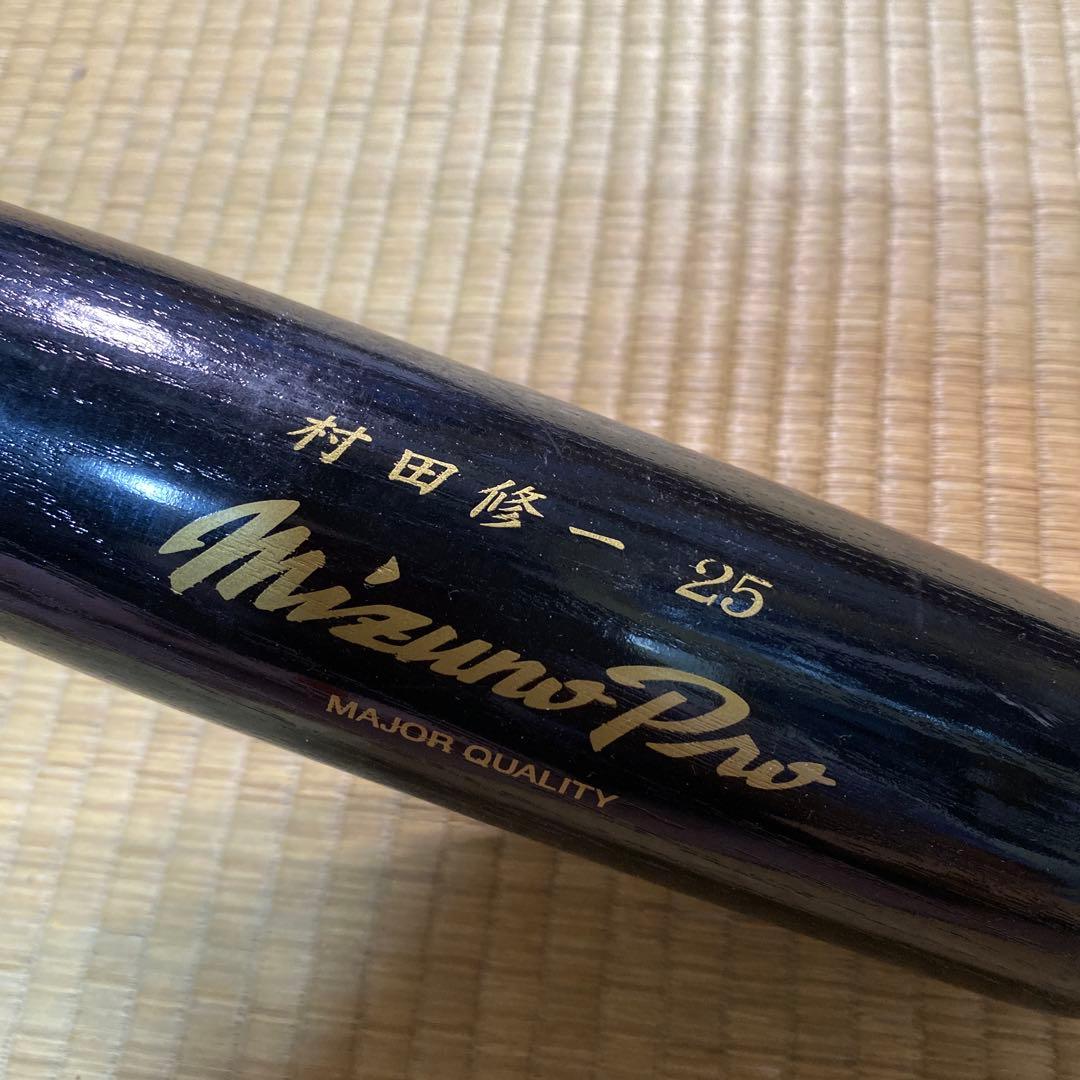 村田修一 25
Mizuno Pro
MAJOR QUALITY